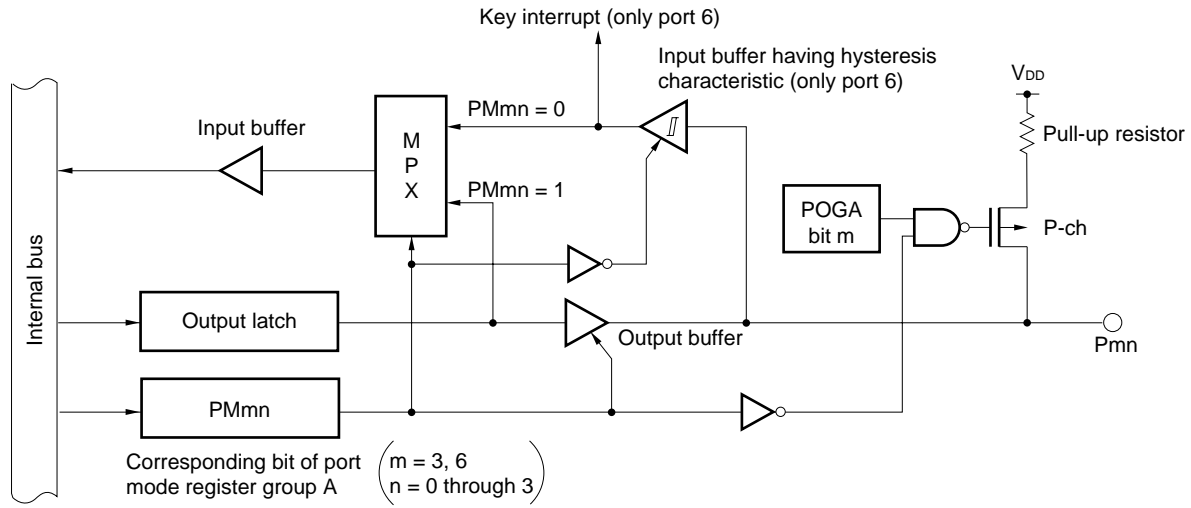 Key interrupt (only port 6)
Input buffer having hysteresis
characteristic (only port 6)
VDD
Pull-up resistor
PMmn = 0
Input buffer
M
P
X
PMmn = 1
POGA
bit m
P-ch
Internal bus
Output latch
Output buffer
Pmn
PMmn
Corresponding bit of port
mode register group A
m = 3, 6
n = 0 through 3